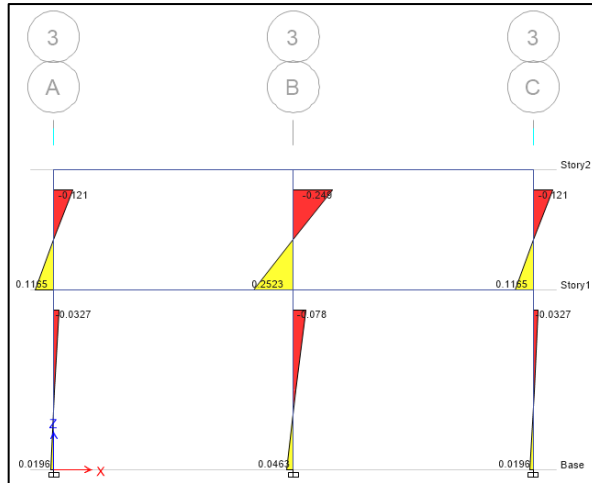 3 3 3
A B C
Story2
-0.121 -0.249 -0.121
0.1165 0.2523 0.1165 Story1
-0.0327 -0.078 -0.0327
Z
X
0.0196 0.0463 0.0196 Base